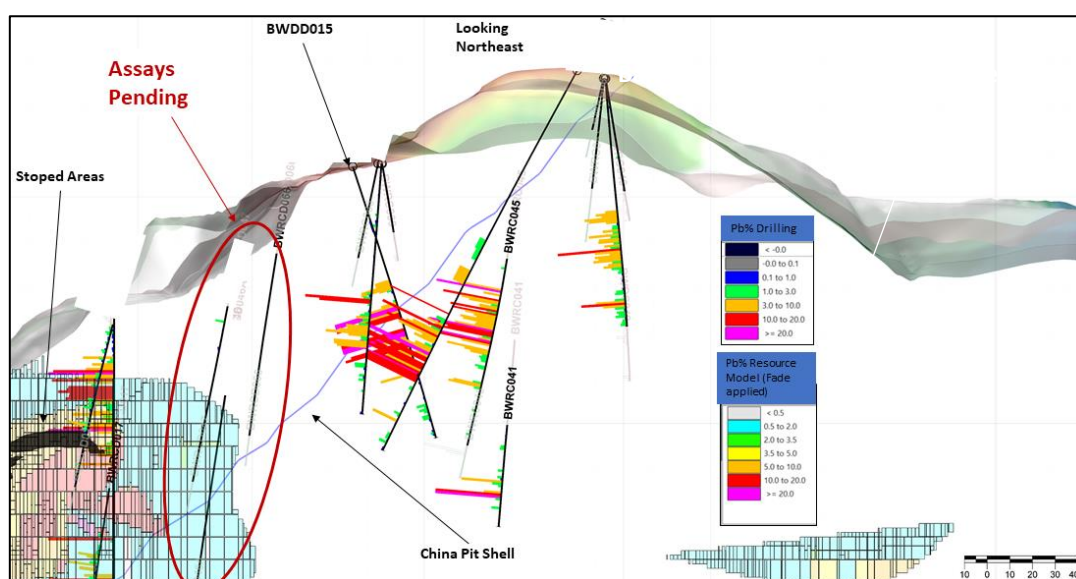 BWDD015
Looking
Northeast
Assays
Pending
Stoped Areas
BWRCD066
BWRC045
BWRC041
BWRC041
Pb% Drilling
< -0.0
-0.0 to 0.1
0.1 to 1.0
1.0 to 3.0
3.0 to 10.0
10.0 to 20.0
>= 20.0
Pb% Resource
Model (Fade
applied)
< 0.5
0.5 to 2.0
2.0 to 3.5
3.5 to 5.0
5.0 to 10.0
10.0 to 20.0
>= 20.0
China Pit Shell
10 0 10 20 30 40